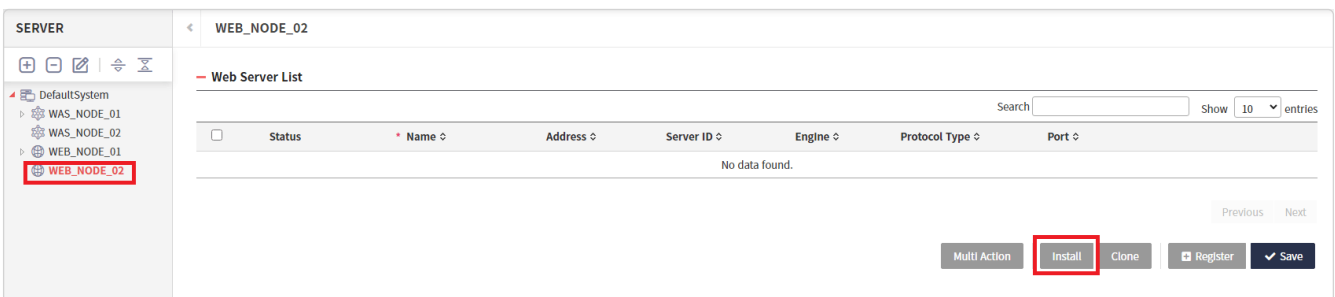 SERVER
WEB_NODE_02
DefaultSystem
WAS_NODE_01
WAS_NODE_02
WEB_NODE_01
WEB_NODE_02
Web Server List
Search Show 10 entries
Status * Name Address Server ID Engine Protocol Type Port
No data found.
Previous Next
Multi Action Install Clone Register Save